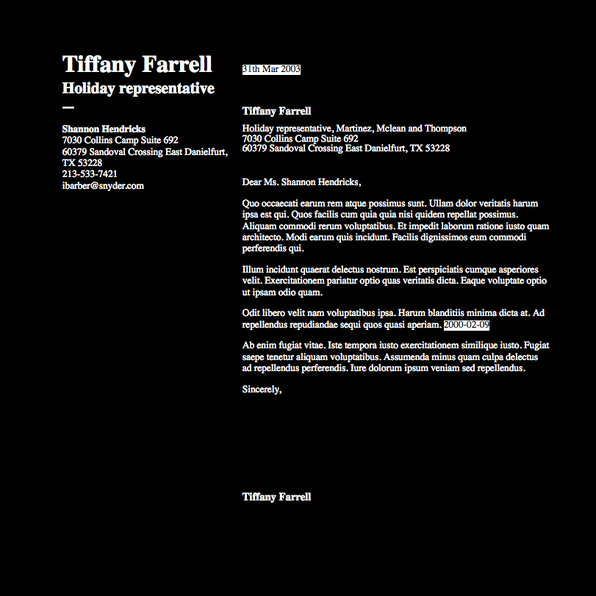 Tiffany Farrell
Holiday representative
—
Shannon Hendricks
7030 Collins Camp Suite 692
60379 Sandoval Crossing East Danielfurt,
TX 53228
213-533-7421
ibarber@snyder.com
31th Mar 2003
Tiffany Farrell
Holiday representative, Martinez, Mclean and Thompson
7030 Collins Camp Suite 692
60379 Sandoval Crossing East Danielfurt, TX 53228
Dear Ms. Shannon Hendricks,
Quo occaecati earum rem atque possimus sunt. Ullam dolor veritatis harum
ipsa est qui. Quos facilis cum quia quia nisi quidem repellat possimus.
Aliquam commodi rerum voluptatibus. Et impedit laborum ratione iusto quam
architecto. Modi earum quis incidunt. Facilis dignissimos eum commodi
perferendis qui.
Illum incidunt quaerat delectus nostrum. Est perspiciatis cumque asperiores
velit. Exercitationem pariatur optio quas veritatis dicta. Eaque voluptate optio
ut ipsam odio quam.
Odit libero velit nam voluptatibus ipsa. Harum blanditiis minima dicta at. Ad
repellendus repudiandae sequi quos quasi aperiam. 2000-02-09
Ab enim fugiat vitae. Iste tempora iusto exercitationem similique iusto. Fugiat
saepe tenetur aliquam voluptatibus. Assumenda minus quam culpa delectus
ad repellendus perferendis. Iure dolorum ipsum veniam sed repellendus.
Sincerely,
Tiffany Farrell